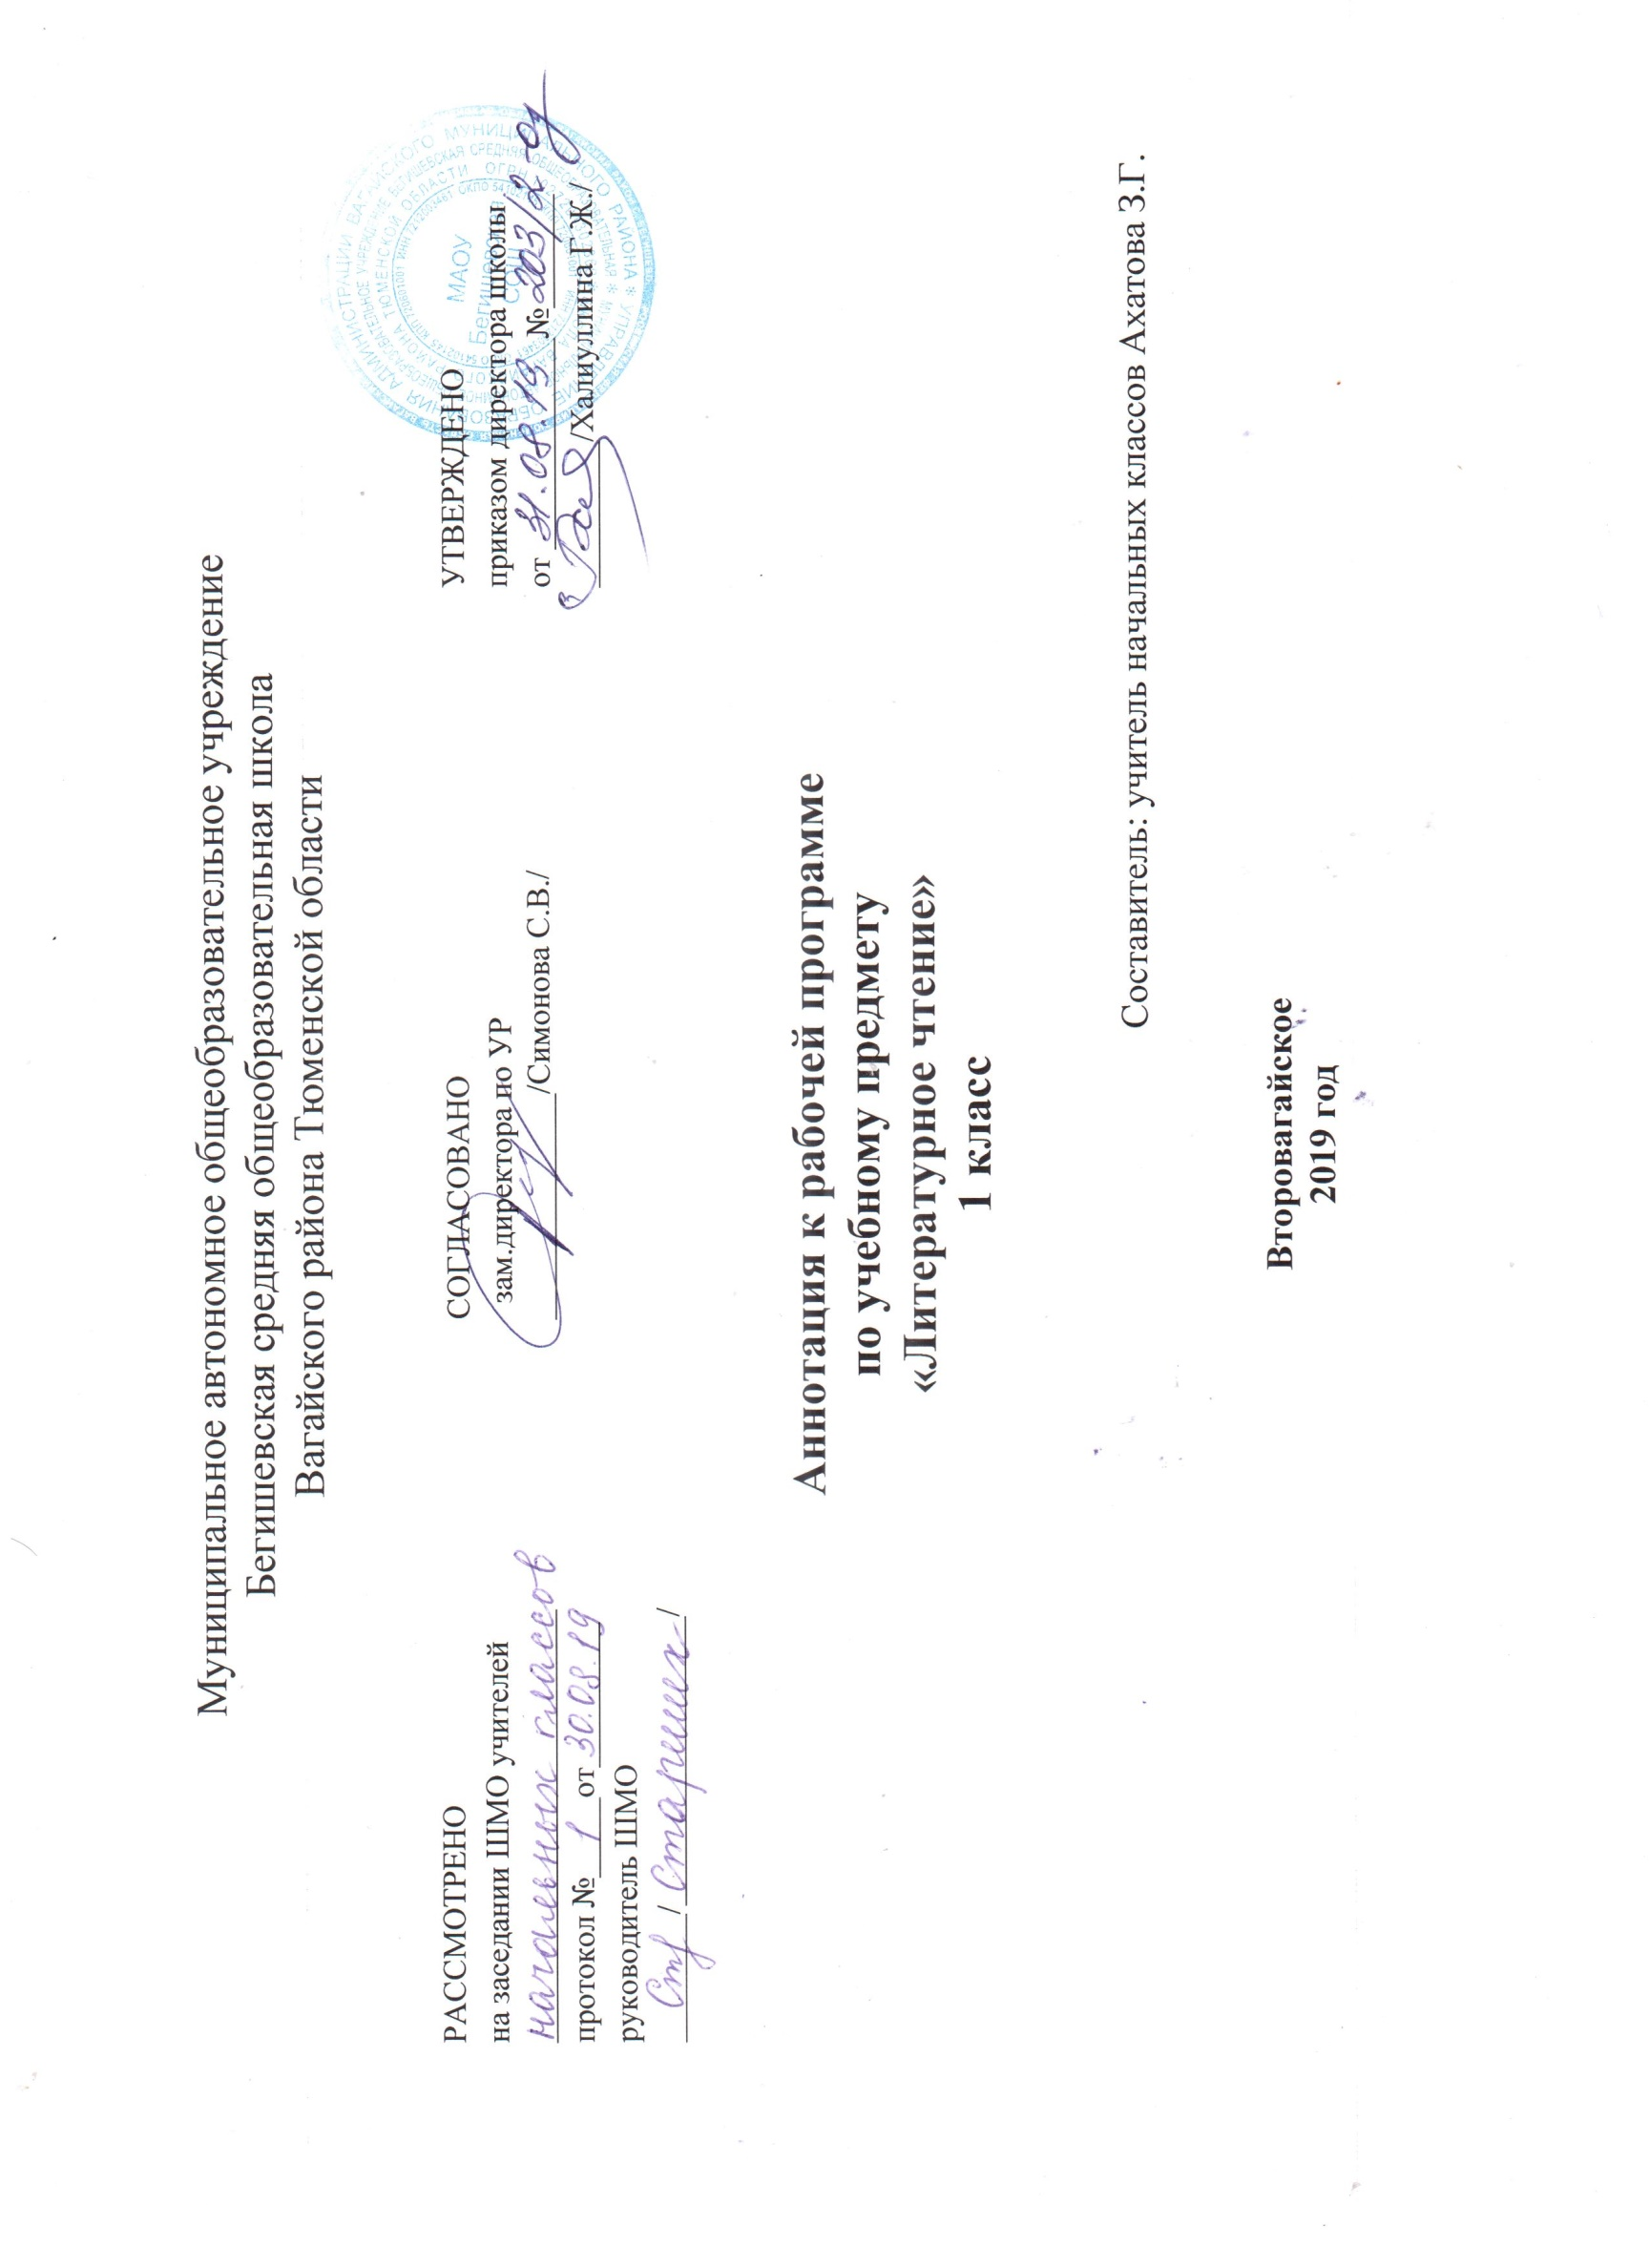 Муниципальное автономное общеобразовательное учреждение
Бегишевская средняя общеобразовательная школа
Вагайского района Тюменской области
РАССМОТРЕНО
на заседании ШМО учителей
начальных классов
протокол № 1 от 30.08.19
руководитель ШМО
/ /
СОГЛАСОВАНО
зам.директора по УР
/Симонова С.В./
УТВЕРЖДЕНО
приказом директора школы
от 31.08.19 № 203/2-од
/Халиуллина Г.Ж./
МАОУ
Бегишевская
СОШ
Аннотация к рабочей программе
по учебному предмету
«Литературное чтение»
1 класс
Составитель: учитель начальных классов Ахатова З.Г.
Второвагайское
2019 год